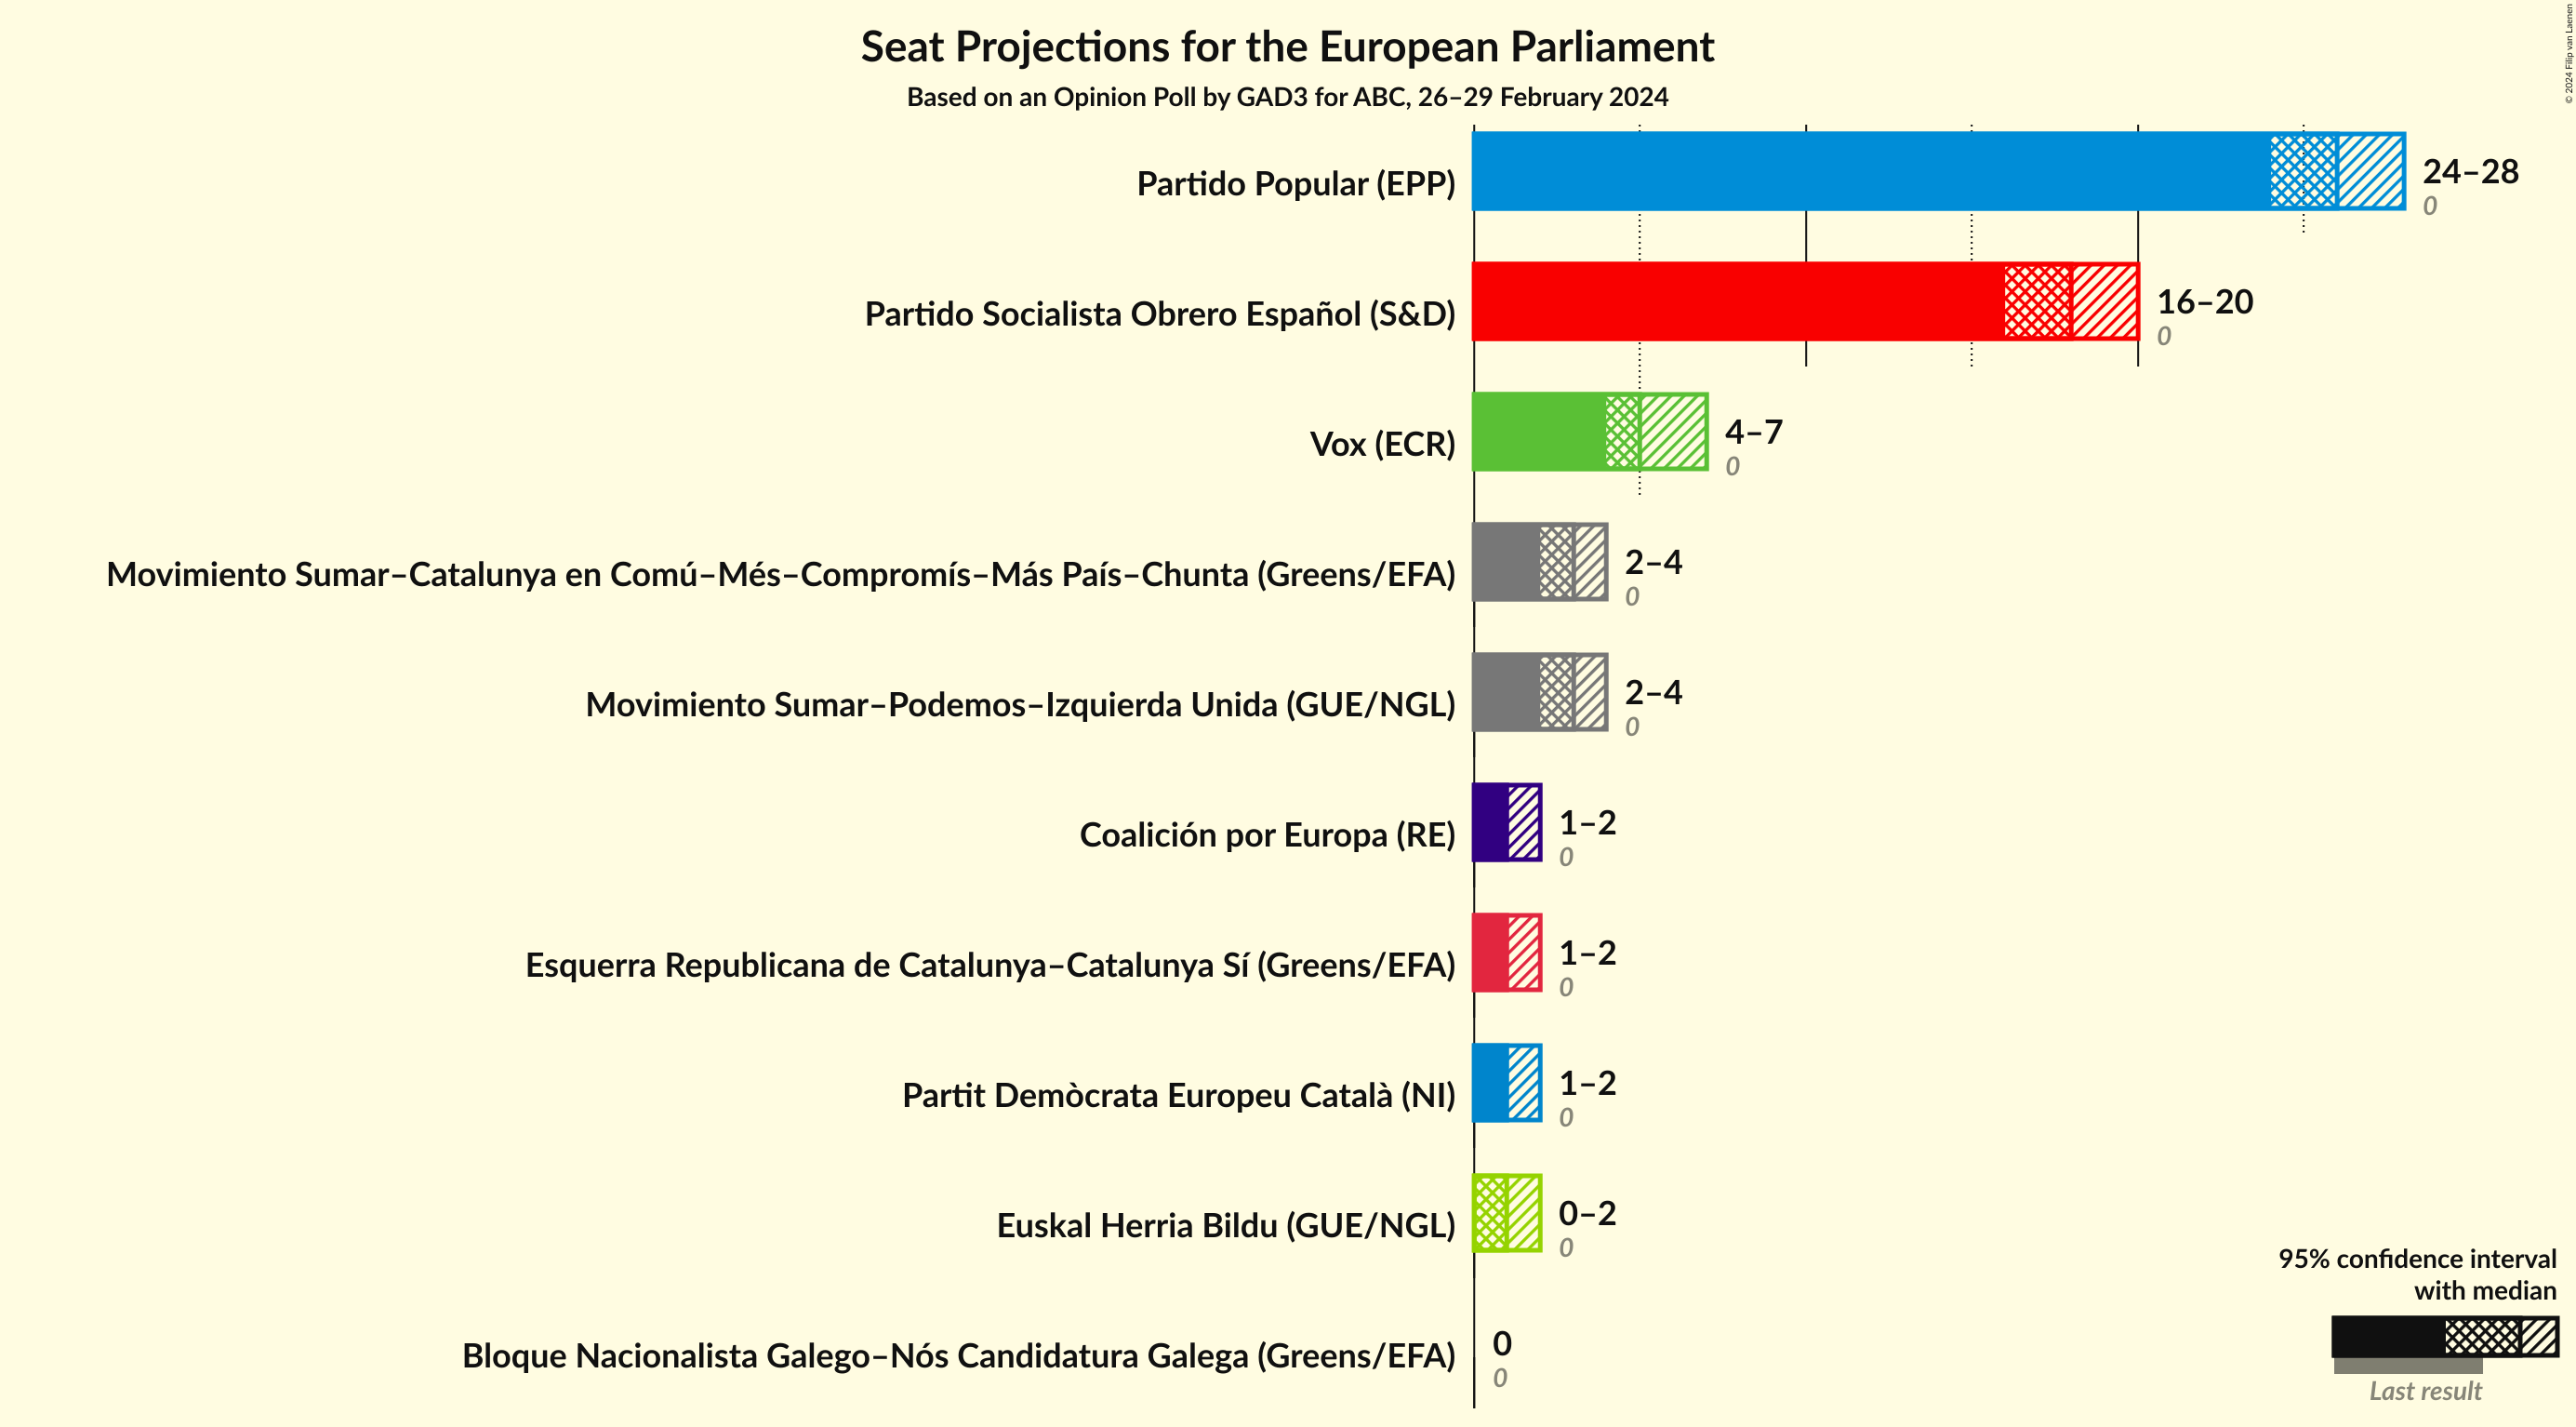 Seat Projections for the European Parliament
Based on an Opinion Poll by GAD3 for ABC, 26–29 February 2024
© 2024 Filip van Laenen
Partido Popular (EPP)
24–28
0
Partido Socialista Obrero Español (S&D)
16–20
0
Vox (ECR)
4–7
0
Movimiento Sumar–Catalunya en Comú–Més–Compromís–Más País–Chunta (Greens/EFA)
2–4
0
Movimiento Sumar–Podemos–Izquierda Unida (GUE/NGL)
2–4
0
Coalición por Europa (RE)
1–2
0
Esquerra Republicana de Catalunya–Catalunya Sí (Greens/EFA)
1–2
0
Partit Demòcrata Europeu Català (NI)
1–2
0
Euskal Herria Bildu (GUE/NGL)
0–2
0
Bloque Nacionalista Galego–Nós Candidatura Galega (Greens/EFA)
0
0
95% confidence interval
with median
Last result